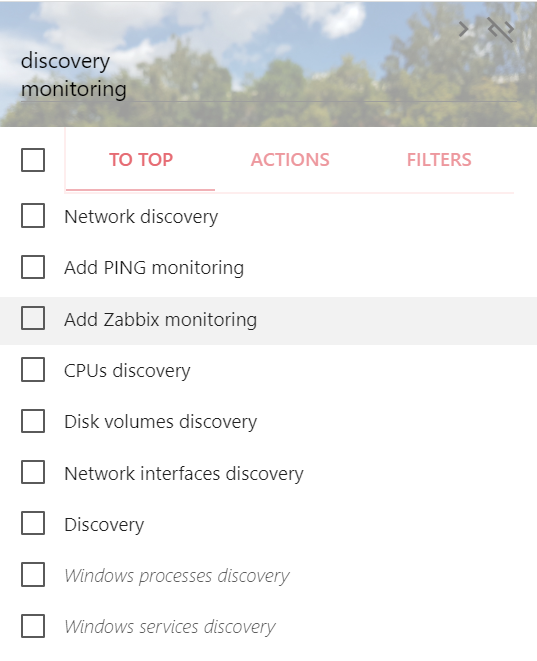 discovery
monitoring
TO TOP ACTIONS FILTERS
Network discovery
Add PING monitoring
Add Zabbix monitoring
CPUs discovery
Disk volumes discovery
Network interfaces discovery
Discovery
Windows processes discovery
Windows services discovery